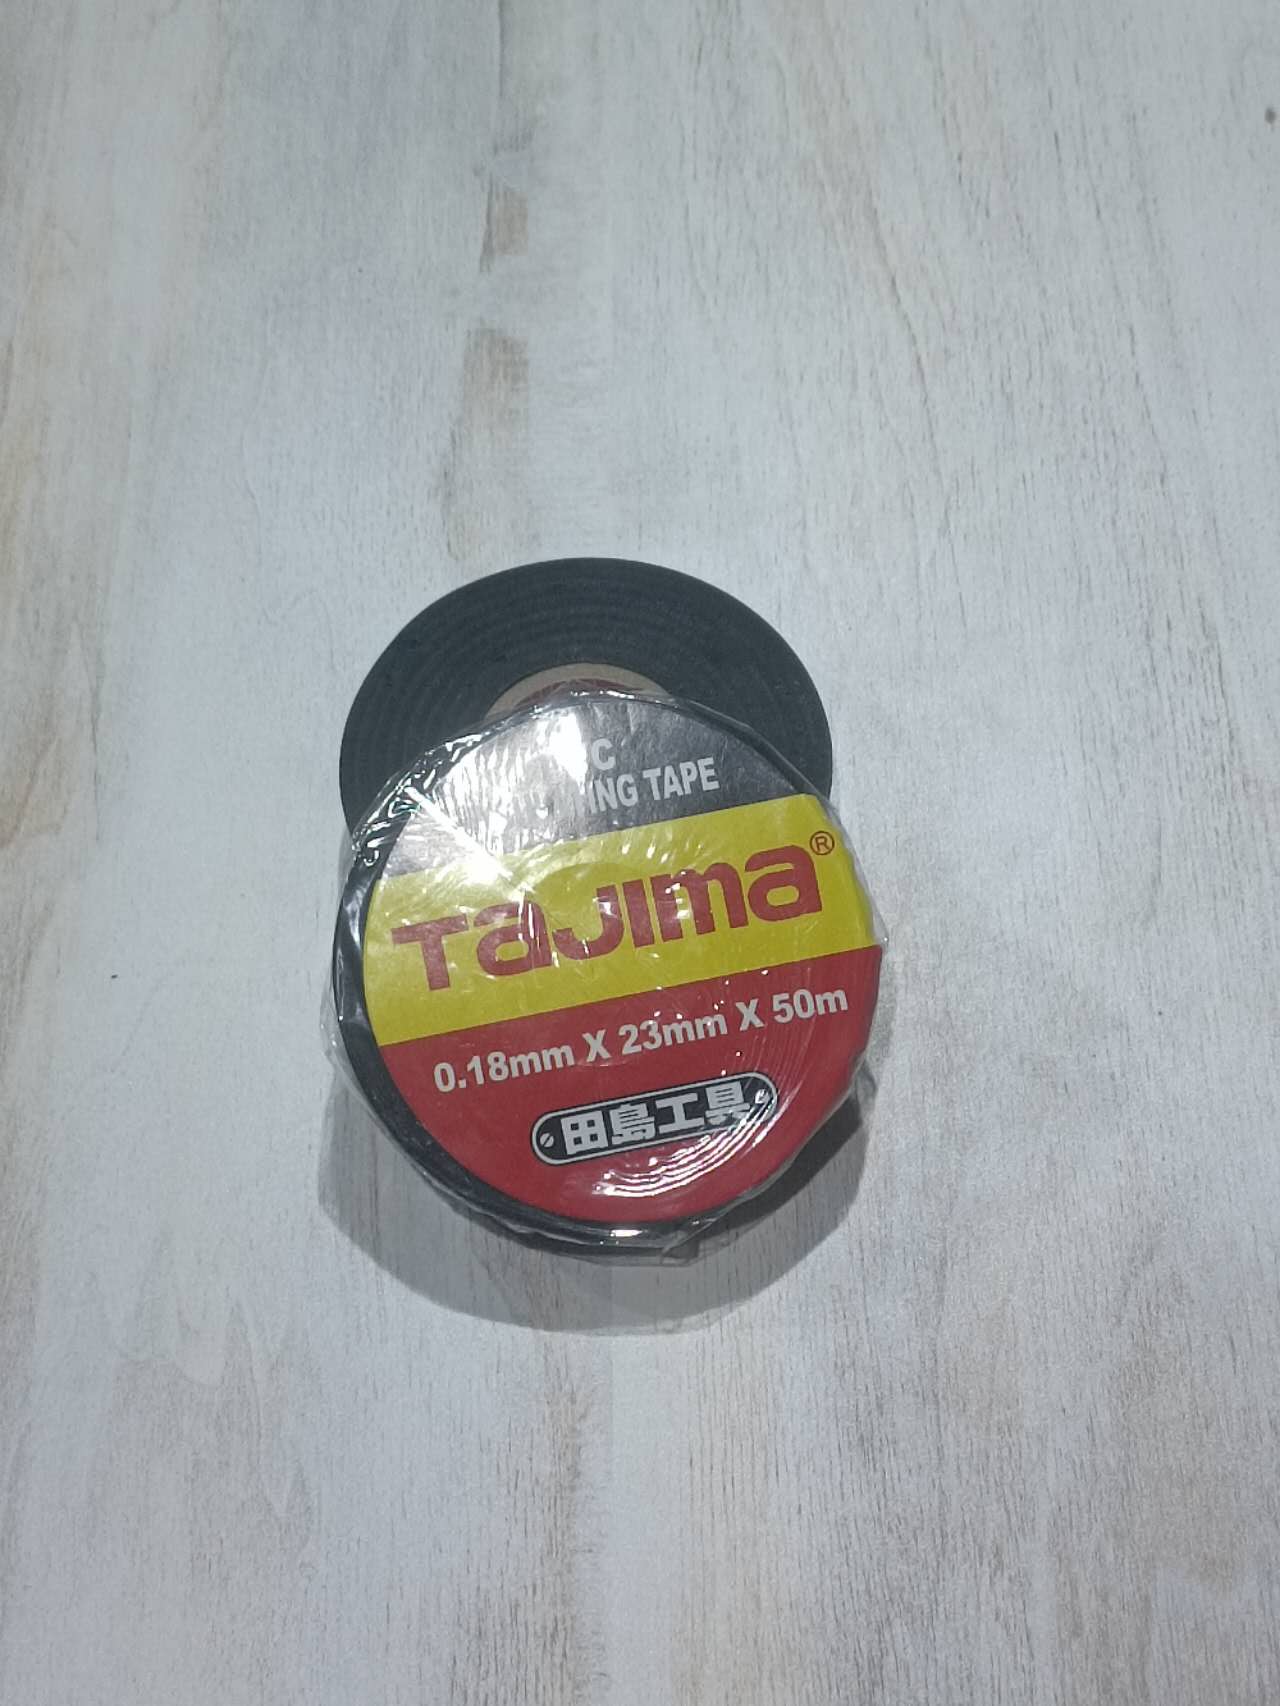 TAPE
TaJIma®
0.18mm X 23mm X 50m
田島工具